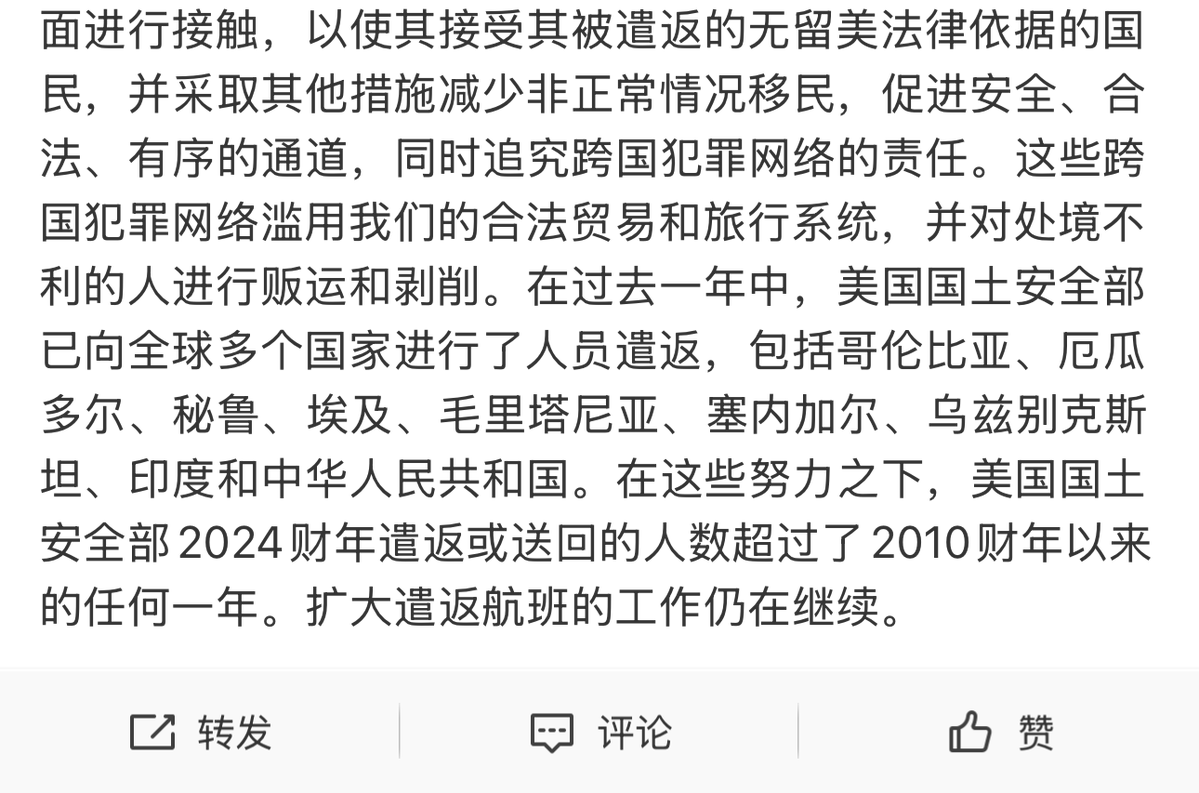 面进行接触，以使其接受其被遣返的无留美法律依据的国
民，并采取其他措施减少非正常情况移民，促进安全、合
法、有序的通道，同时追究跨国犯罪网络的责任。这些跨
国犯罪网络滥用我们的合法贸易和旅行系统，并对处境不
利的人进行贩运和剥削。在过去一年中，美国国土安全部
已向全球多个国家进行了人员遣返，包括哥伦比亚、厄瓜
多尔、秘鲁、埃及、毛里塔尼亚、塞内加尔、乌兹别克斯
坦、印度和中华人民共和国。在这些努力之下，美国国土
安全部2024财年遣返或送回的人数超过了2010财年以来
的任何一年。扩大遣返航班的工作仍在继续。
转发 评论 赞